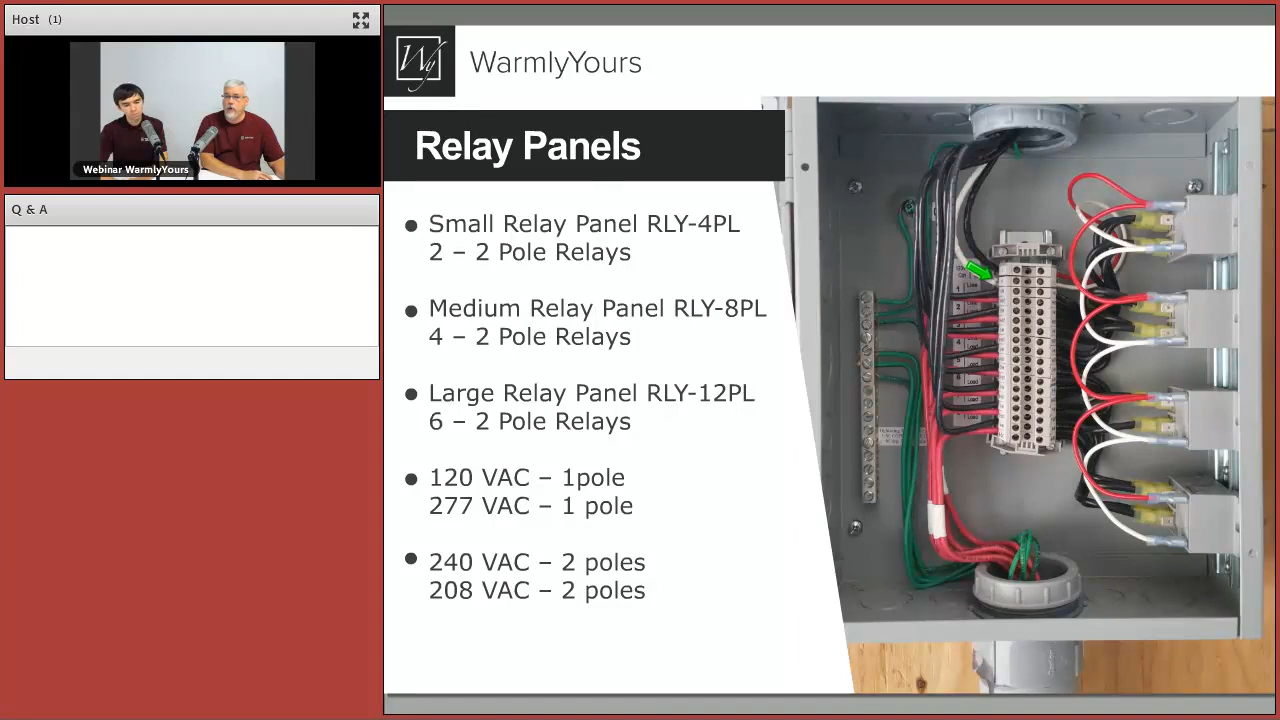 Host (1)
Webinar WarmlyYours
Q & A
Wy
WarmlyYours
Relay Panels
Small Relay Panel RLY-4PL
2 – 2 Pole Relays
Medium Relay Panel RLY-8PL
4 – 2 Pole Relays
Large Relay Panel RLY-12PL
6 – 2 Pole Relays
120 VAC – 1pole
277 VAC – 1 pole
240 VAC – 2 poles
208 VAC – 2 poles